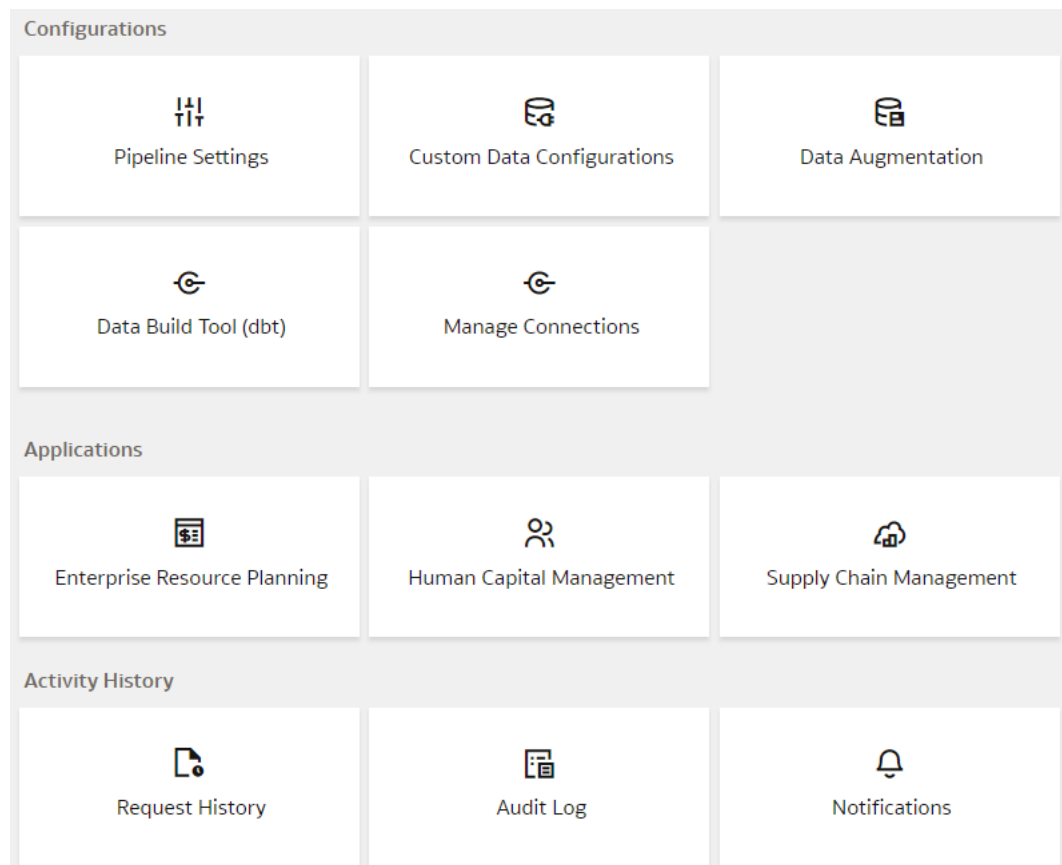 Configurations
Pipeline Settings
Custom Data Configurations
Data Augmentation
Data Build Tool (dbt)
Manage Connections
Applications
Enterprise Resource Planning
Human Capital Management
Supply Chain Management
Activity History
Request History
Audit Log
Notifications